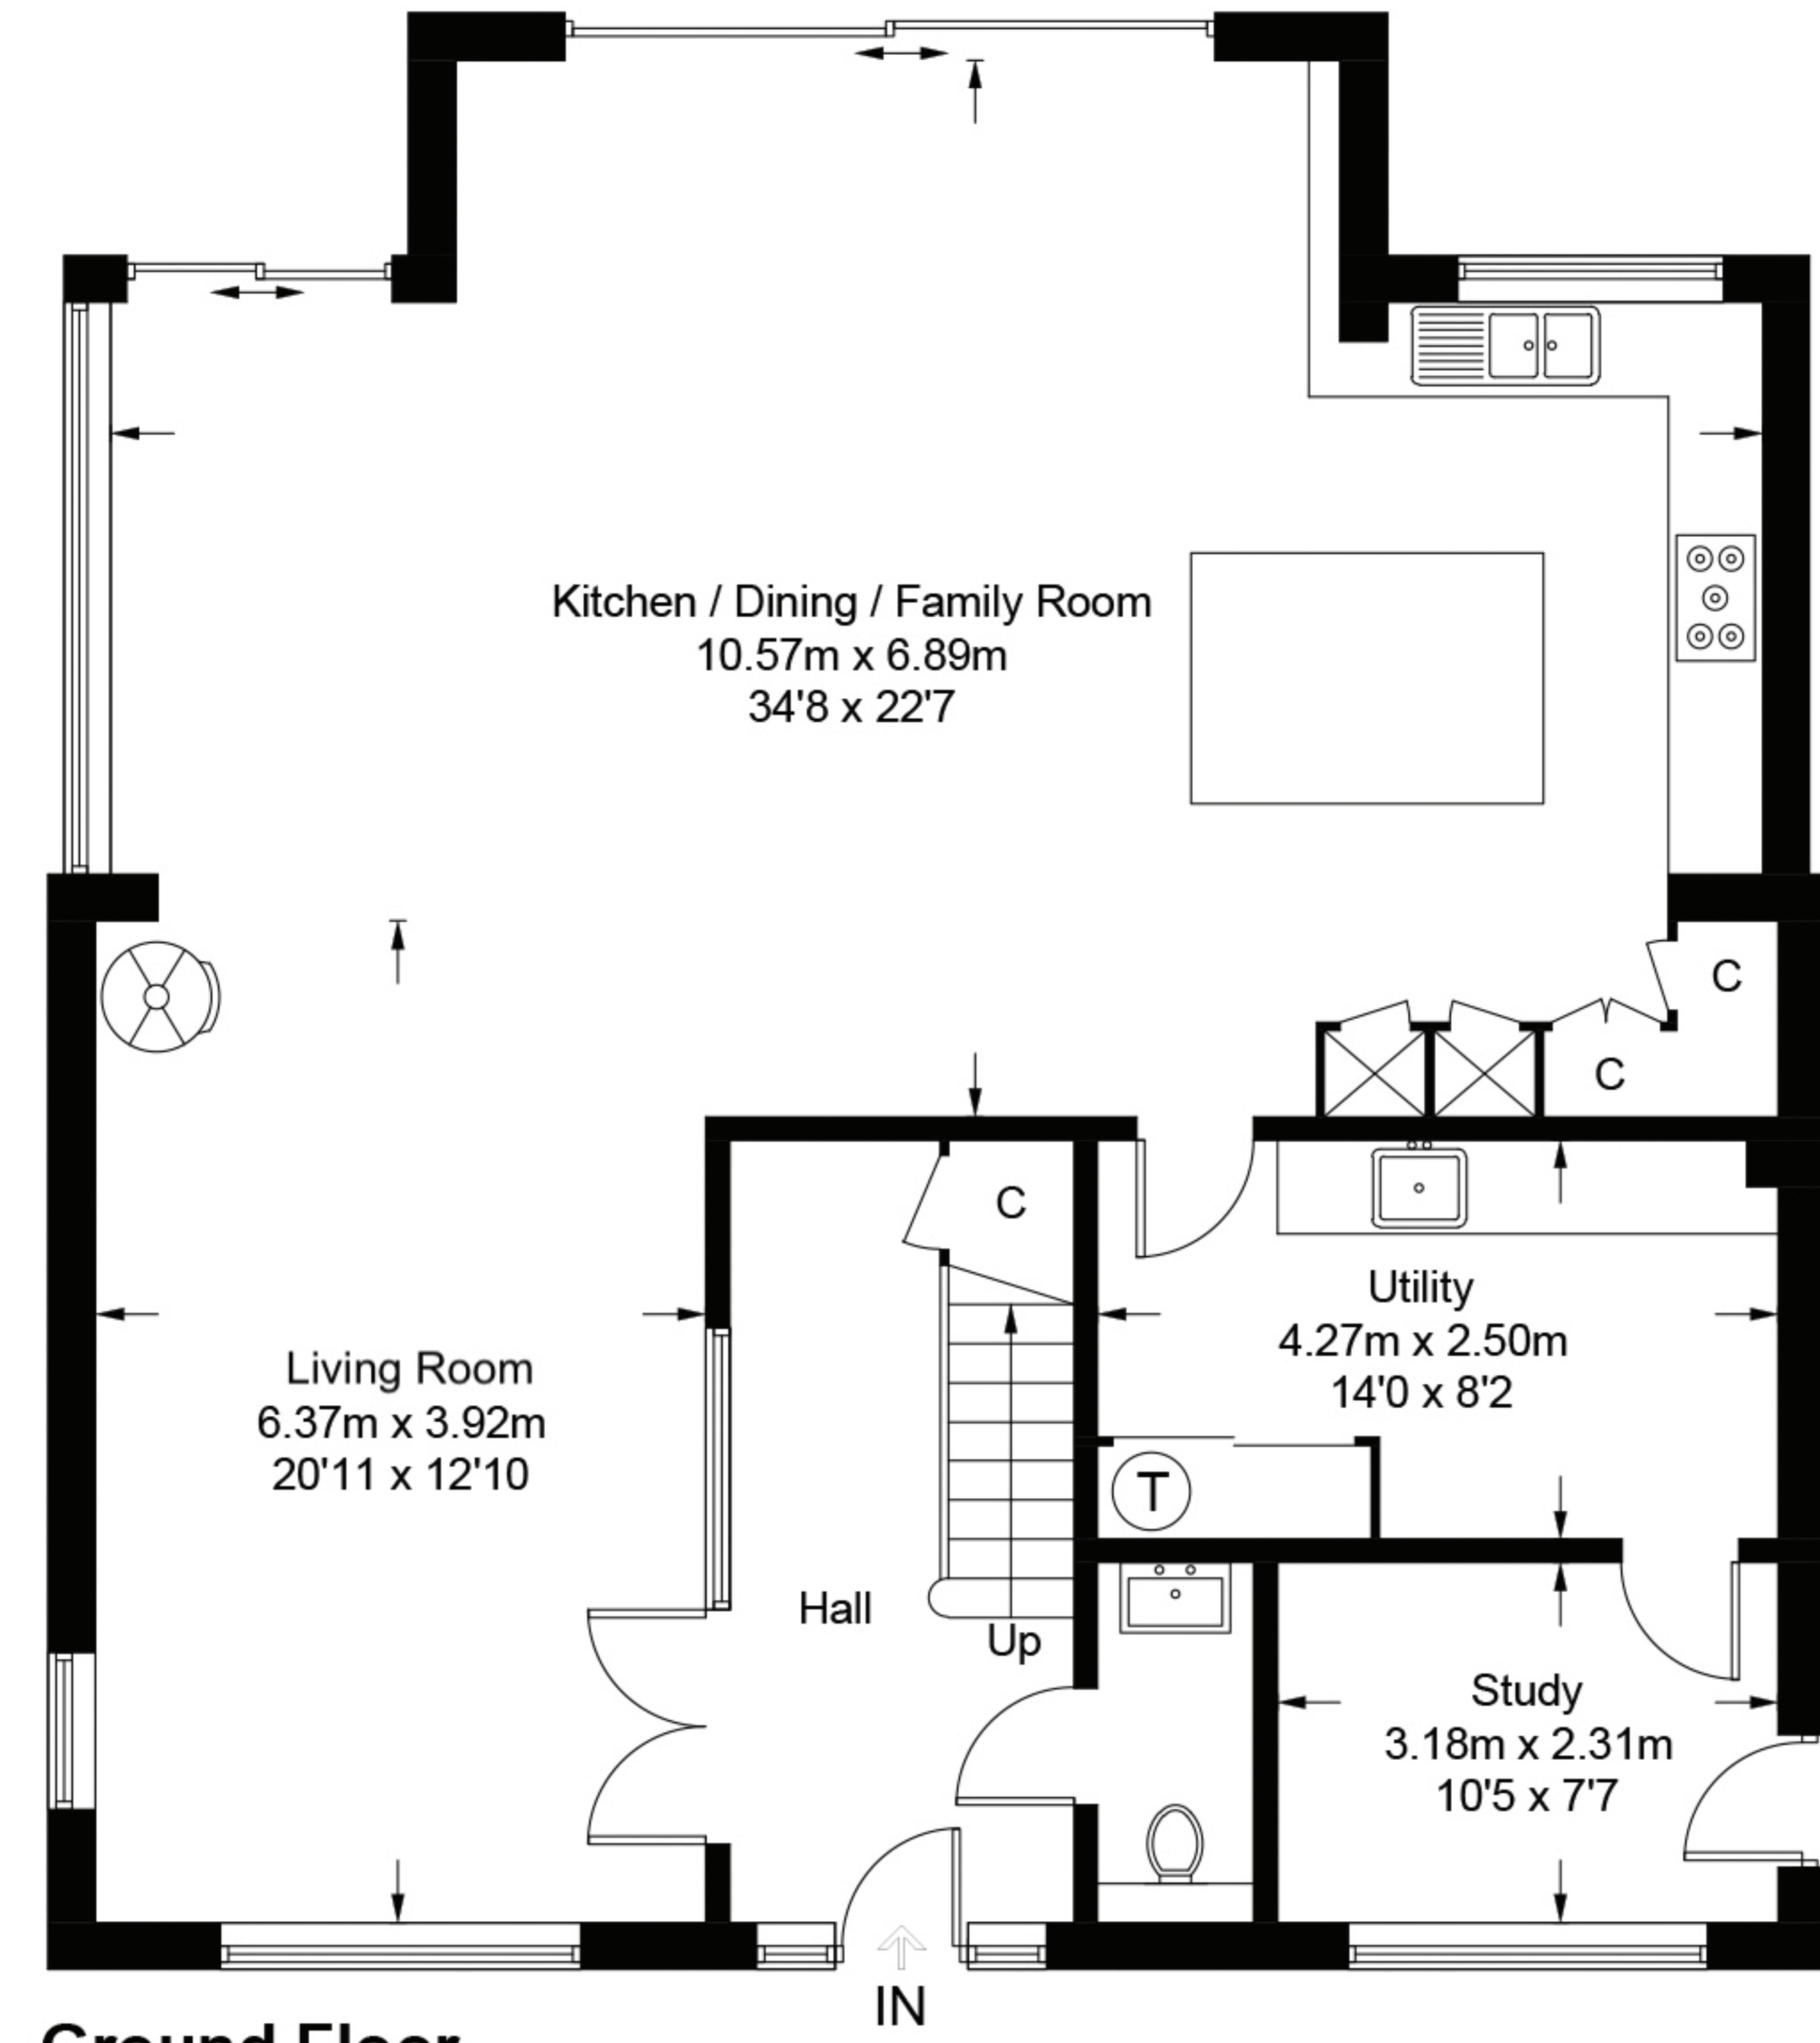 Kitchen / Dining / Family Room
10.57m x 6.89m
34'8 x 22'7
C
C
C
Utility
4.27m x 2.50m
14'0 x 8'2
Living Room
6.37m x 3.92m
20'11 x 12'10
T
Hall
Up
Study
3.18m x 2.31m
10'5 x 7'7
IN
Ground Floor